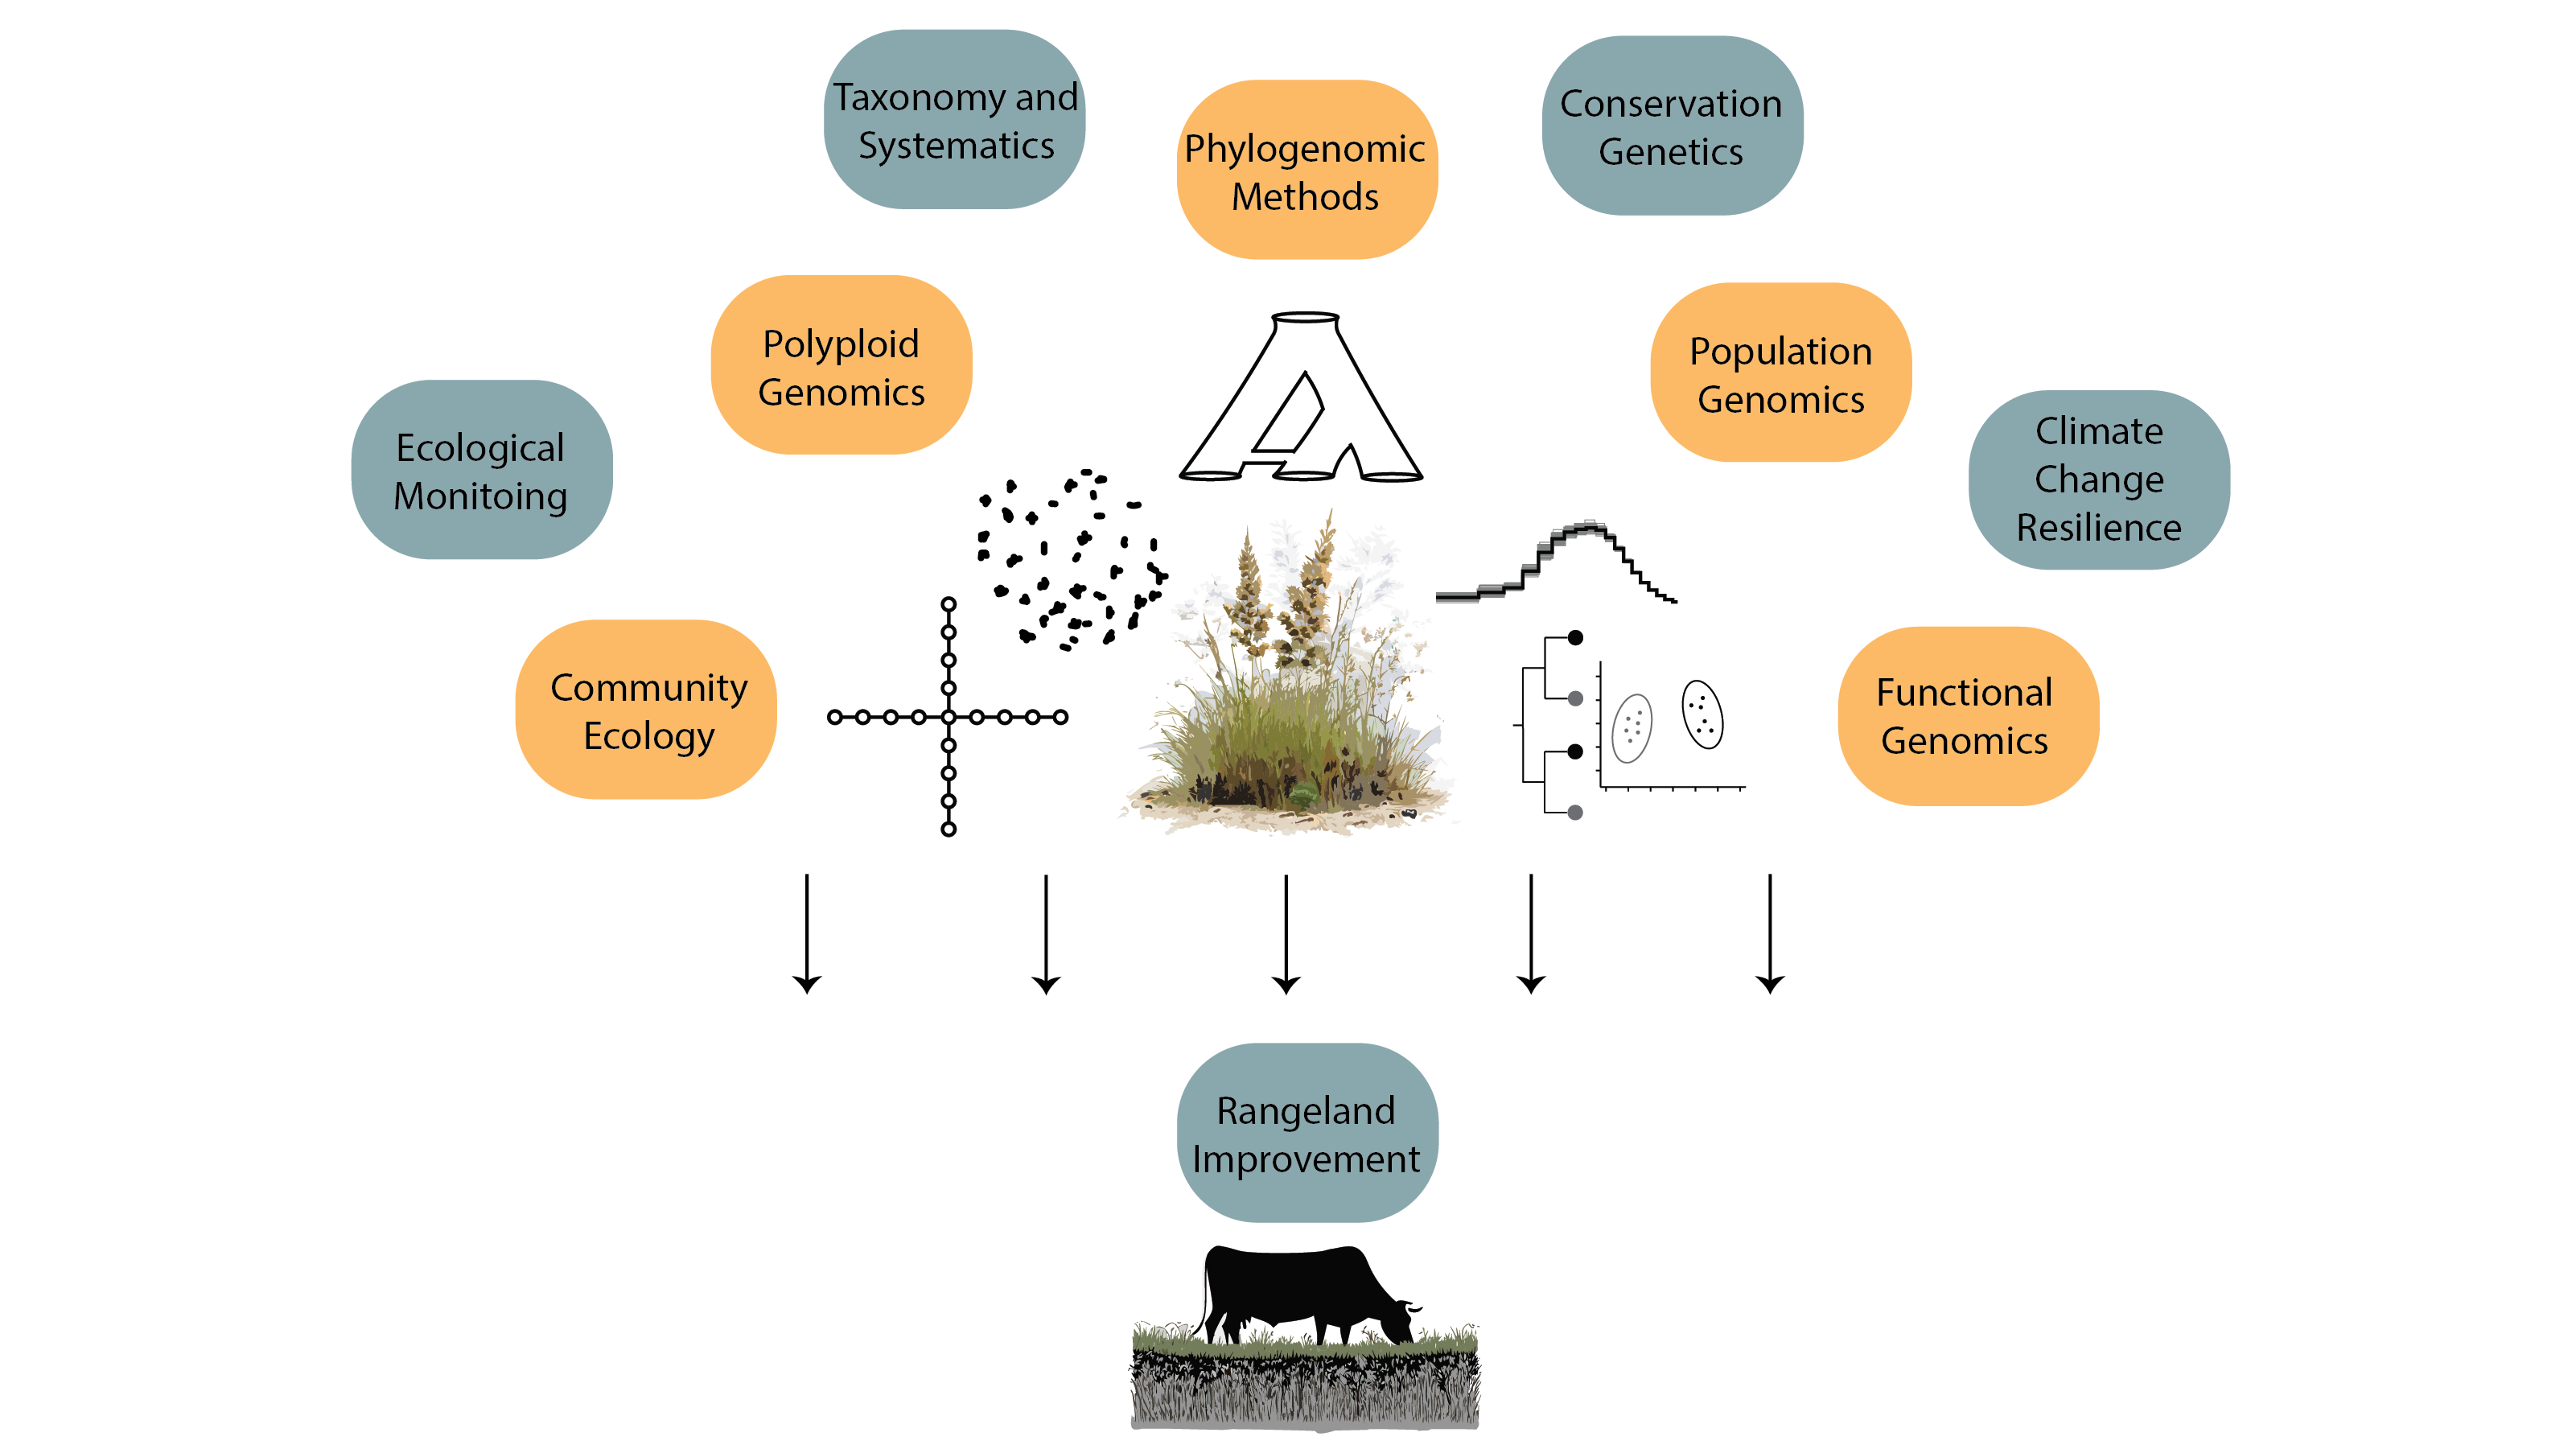 Taxonomy and
Systematics
Phylogenomic
Methods
Conservation
Genetics
Polyploid
Genomics
Population
Genomics
Ecological
Monitoing
Climate
Change
Resilience
Community
Ecology
Functional
Genomics
Rangeland
Improvement